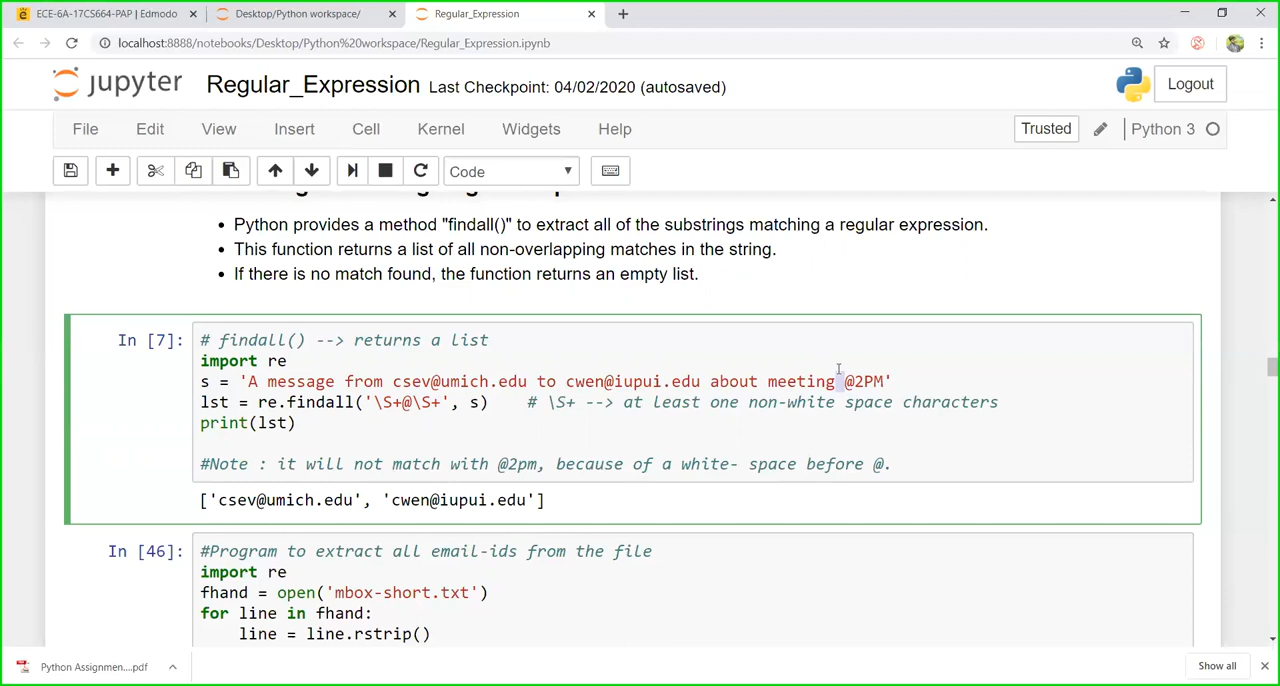 ECE-6A-17CS664-PAP | Edmodo
Desktop/Python workspace/
Regular_Expression
localhost:8888/notebooks/Desktop/Python%20workspace/Regular_Expression.ipynb
jupyter Regular_Expression Last Checkpoint: 04/02/2020 (autosaved)
Logout
File Edit View Insert Cell Kernel Widgets Help
Trusted Python 3
Code
• Python provides a method "findall()" to extract all of the substrings matching a regular expression.
• This function returns a list of all non-overlapping matches in the string.
• If there is no match found, the function returns an empty list.
In [7]: # findall() --> returns a list
import re
s = 'A message from csev@umich.edu to cwen@iupui.edu about meeting @2PM'
lst = re.findall('\S+@\S+', s) # \S+ --> at least one non-white space characters
print(lst)
#Note : it will not match with @2pm, because of a white- space before @.
['csev@umich.edu', 'cwen@iupui.edu']
In [46]: #Program to extract all email-ids from the file
import re
fhand = open('mbox-short.txt')
for line in fhand:
line = line.rstrip()
Python Assignmen....pdf
Show all